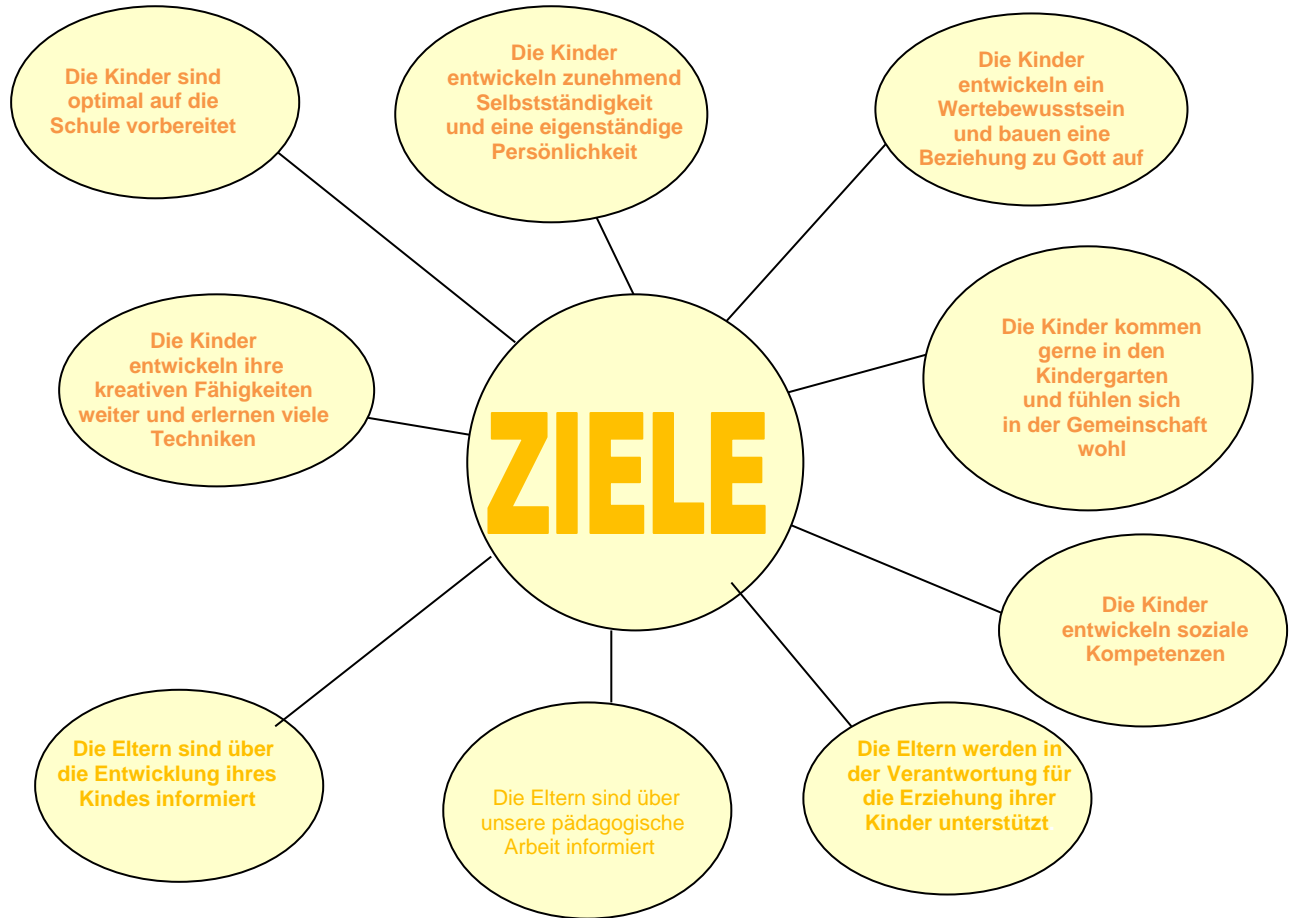 Die Kinder sind
optimal auf die
Schule vorbereitet
Die Kinder
entwickeln zunehmend
Selbstständigkeit
und eine eigenständige
Persönlichkeit
Die Kinder
entwickeln ein
Wertebewusstsein
und bauen eine
Beziehung zu Gott auf
Die Kinder
entwickeln ihre
kreativen Fähigkeiten
weiter und erlernen viele
Techniken
ZIELE
Die Kinder kommen
gerne in den
Kindergarten
und fühlen sich
in der Gemeinschaft
wohl
Die Kinder
entwickeln soziale
Kompetenzen
Die Eltern sind über
die Entwicklung ihres
Kindes informiert
Die Eltern sind über
unsere pädagogische
Arbeit informiert
Die Eltern werden in
der Verantwortung für
die Erziehung ihrer
Kinder unterstützt